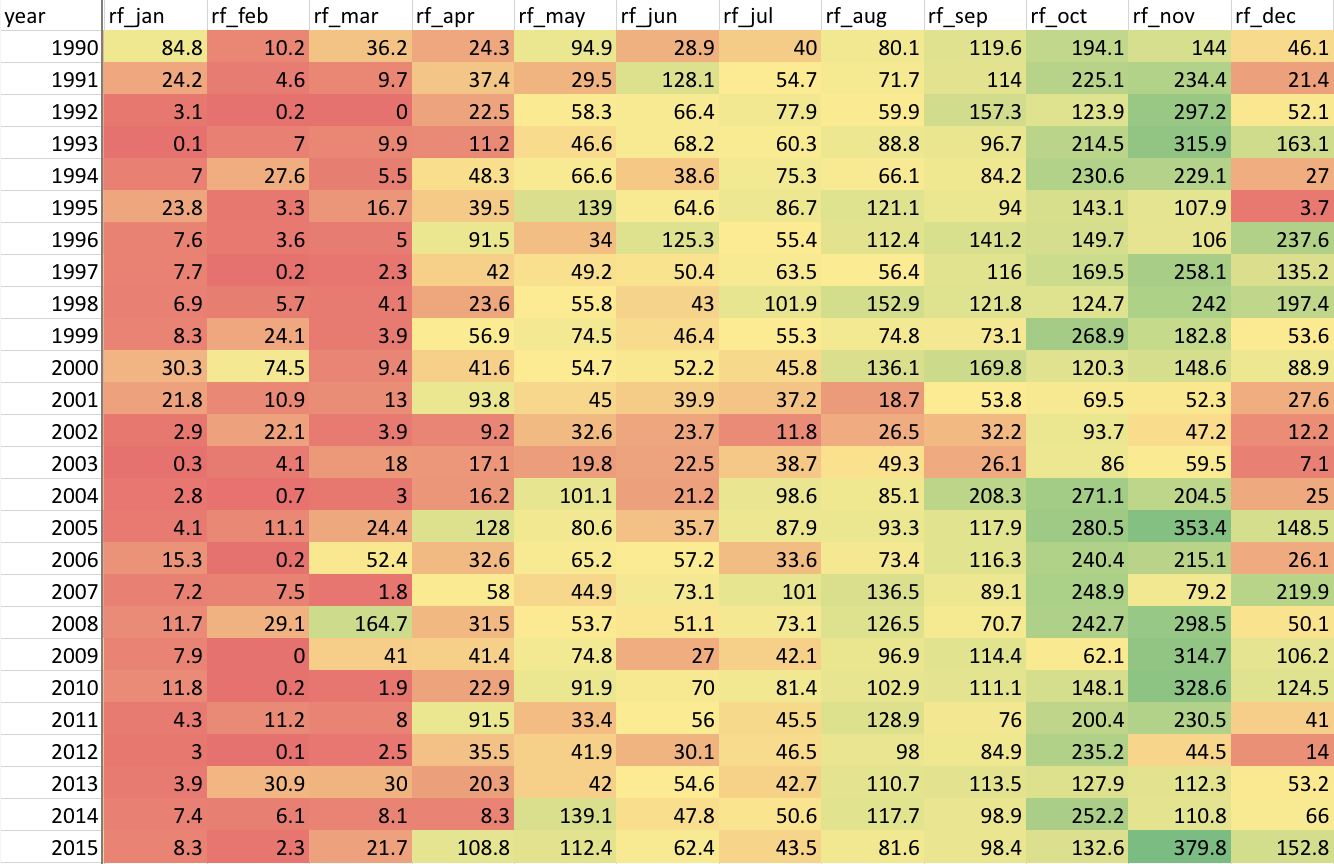 year rf_jan rf_feb rf_mar rf_apr rf_may rf_jun rf_jul rf_aug rf_sep rf_oct rf_nov rf_dec
1990 84.8 10.2 36.2 24.3 94.9 28.9 40 80.1 119.6 194.1 144 46.1
1991 24.2 4.6 9.7 37.4 29.5 128.1 54.7 71.7 114 225.1 234.4 21.4
1992 3.1 0.2 0 22.5 58.3 66.4 77.9 59.9 157.3 123.9 297.2 52.1
1993 0.1 7 9.9 11.2 46.6 68.2 60.3 88.8 96.7 214.5 315.9 163.1
1994 7 27.6 5.5 48.3 66.6 38.6 75.3 66.1 84.2 230.6 229.1 27
1995 23.8 3.3 16.7 39.5 139 64.6 86.7 121.1 94 143.1 107.9 3.7
1996 7.6 3.6 5 91.5 34 125.3 55.4 112.4 141.2 149.7 106 237.6
1997 7.7 0.2 2.3 42 49.2 50.4 63.5 56.4 116 169.5 258.1 135.2
1998 6.9 5.7 4.1 23.6 55.8 43 101.9 152.9 121.8 124.7 242 197.4
1999 8.3 24.1 3.9 56.9 74.5 46.4 55.3 74.8 73.1 268.9 182.8 53.6
2000 30.3 74.5 9.4 41.6 54.7 52.2 45.8 136.1 169.8 120.3 148.6 88.9
2001 21.8 10.9 13 93.8 45 39.9 37.2 18.7 53.8 69.5 52.3 27.6
2002 2.9 22.1 3.9 9.2 32.6 23.7 11.8 26.5 32.2 93.7 47.2 12.2
2003 0.3 4.1 18 17.1 19.8 22.5 38.7 49.3 26.1 86 59.5 7.1
2004 2.8 0.7 3 16.2 101.1 21.2 98.6 85.1 208.3 271.1 204.5 25
2005 4.1 11.1 24.4 128 80.6 35.7 87.9 93.3 117.9 280.5 353.4 148.5
2006 15.3 0.2 52.4 32.6 65.2 57.2 33.6 73.4 116.3 240.4 215.1 26.1
2007 7.2 7.5 1.8 58 44.9 73.1 101 136.5 89.1 248.9 79.2 219.9
2008 11.7 29.1 164.7 31.5 53.7 51.1 73.1 126.5 70.7 242.7 298.5 50.1
2009 7.9 0 41 41.4 74.8 27 42.1 96.9 114.4 62.1 314.7 106.2
2010 11.8 0.2 1.9 22.9 91.9 70 81.4 102.9 111.1 148.1 328.6 124.5
2011 4.3 11.2 8 91.5 33.4 56 45.5 128.9 76 200.4 230.5 41
2012 3 0.1 2.5 35.5 41.9 30.1 46.5 98 84.9 235.2 44.5 14
2013 3.9 30.9 30 20.3 42 54.6 42.7 110.7 113.5 127.9 112.3 53.2
2014 7.4 6.1 8.1 8.3 139.1 47.8 50.6 117.7 98.9 252.2 110.8 66
2015 8.3 2.3 21.7 108.8 112.4 62.4 43.5 81.6 98.4 132.6 379.8 152.8